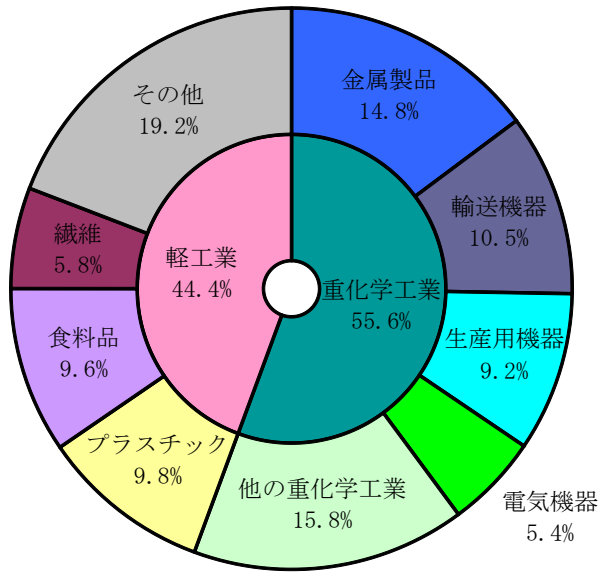 金属製品
14.8%
輸送機器
10.5%
生産用機器
9.2%
電気機器
5.4%
他の重化学工業
15.8%
プラスチック
9.8%
食料品
9.6%
繊維
5.8%
その他
19.2%
軽工業
44.4%
重化学工業
55.6%